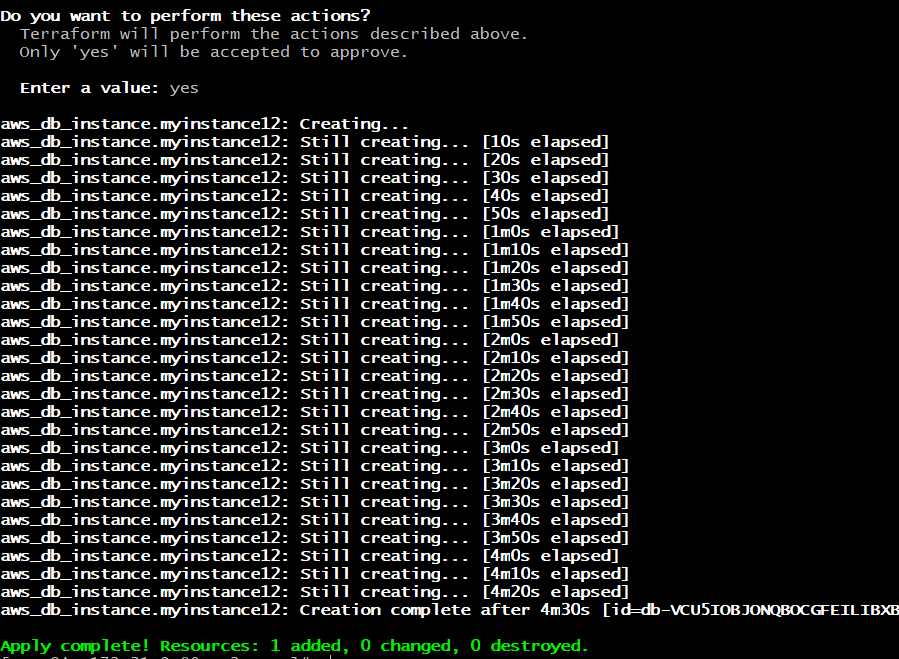 Do you want to perform these actions?
Terraform will perform the actions described above.
Only 'yes' will be accepted to approve.
Enter a value: yes
aws_db_instance.myinstance12: Creating...
aws_db_instance.myinstance12: Still creating... [10s elapsed]
aws_db_instance.myinstance12: Still creating... [20s elapsed]
aws_db_instance.myinstance12: Still creating... [30s elapsed]
aws_db_instance.myinstance12: Still creating... [40s elapsed]
aws_db_instance.myinstance12: Still creating... [50s elapsed]
aws_db_instance.myinstance12: Still creating... [1m0s elapsed]
aws_db_instance.myinstance12: Still creating... [1m10s elapsed]
aws_db_instance.myinstance12: Still creating... [1m20s elapsed]
aws_db_instance.myinstance12: Still creating... [1m30s elapsed]
aws_db_instance.myinstance12: Still creating... [1m40s elapsed]
aws_db_instance.myinstance12: Still creating... [1m50s elapsed]
aws_db_instance.myinstance12: Still creating... [2m0s elapsed]
aws_db_instance.myinstance12: Still creating... [2m10s elapsed]
aws_db_instance.myinstance12: Still creating... [2m20s elapsed]
aws_db_instance.myinstance12: Still creating... [2m30s elapsed]
aws_db_instance.myinstance12: Still creating... [2m40s elapsed]
aws_db_instance.myinstance12: Still creating... [2m50s elapsed]
aws_db_instance.myinstance12: Still creating... [3m0s elapsed]
aws_db_instance.myinstance12: Still creating... [3m10s elapsed]
aws_db_instance.myinstance12: Still creating... [3m20s elapsed]
aws_db_instance.myinstance12: Still creating... [3m30s elapsed]
aws_db_instance.myinstance12: Still creating... [3m40s elapsed]
aws_db_instance.myinstance12: Still creating... [3m50s elapsed]
aws_db_instance.myinstance12: Still creating... [4m0s elapsed]
aws_db_instance.myinstance12: Still creating... [4m10s elapsed]
aws_db_instance.myinstance12: Still creating... [4m20s elapsed]
aws_db_instance.myinstance12: Creation complete after 4m30s [id=db-VCU5IOBJONQBOCGFEILIBXB
Apply complete! Resources: 1 added, 0 changed, 0 destroyed.